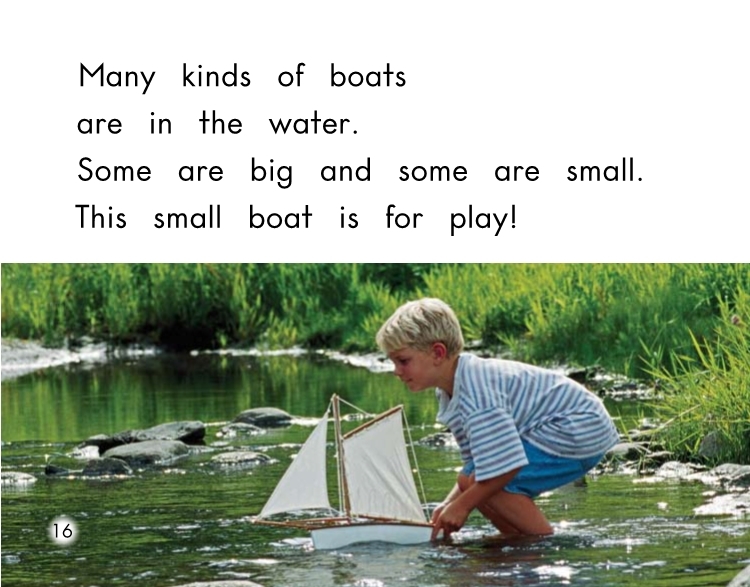 Many kinds of boats
are in the water.
Some are big and some are small.
This small boat is for play!
16